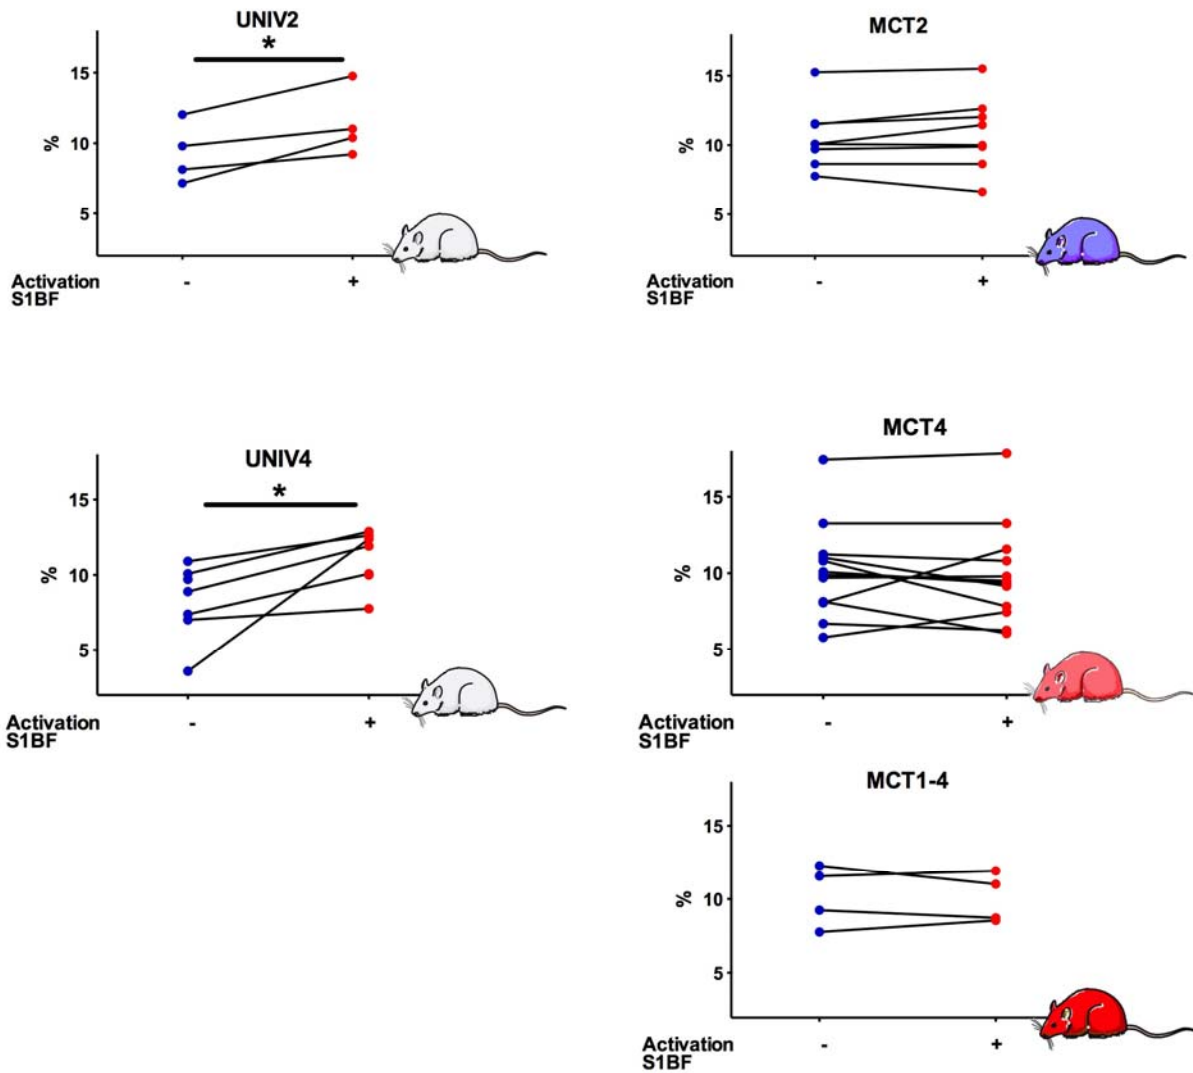 UNIV2
*
15
10
5
%
Activation - +
S1BF
MCT2
15
10
5
%
Activation - +
S1BF
UNIV4
*
15
10
5
%
Activation - +
S1BF
MCT4
15
10
5
%
Activation - +
S1BF
MCT1-4
15
10
5
%
Activation - +
S1BF